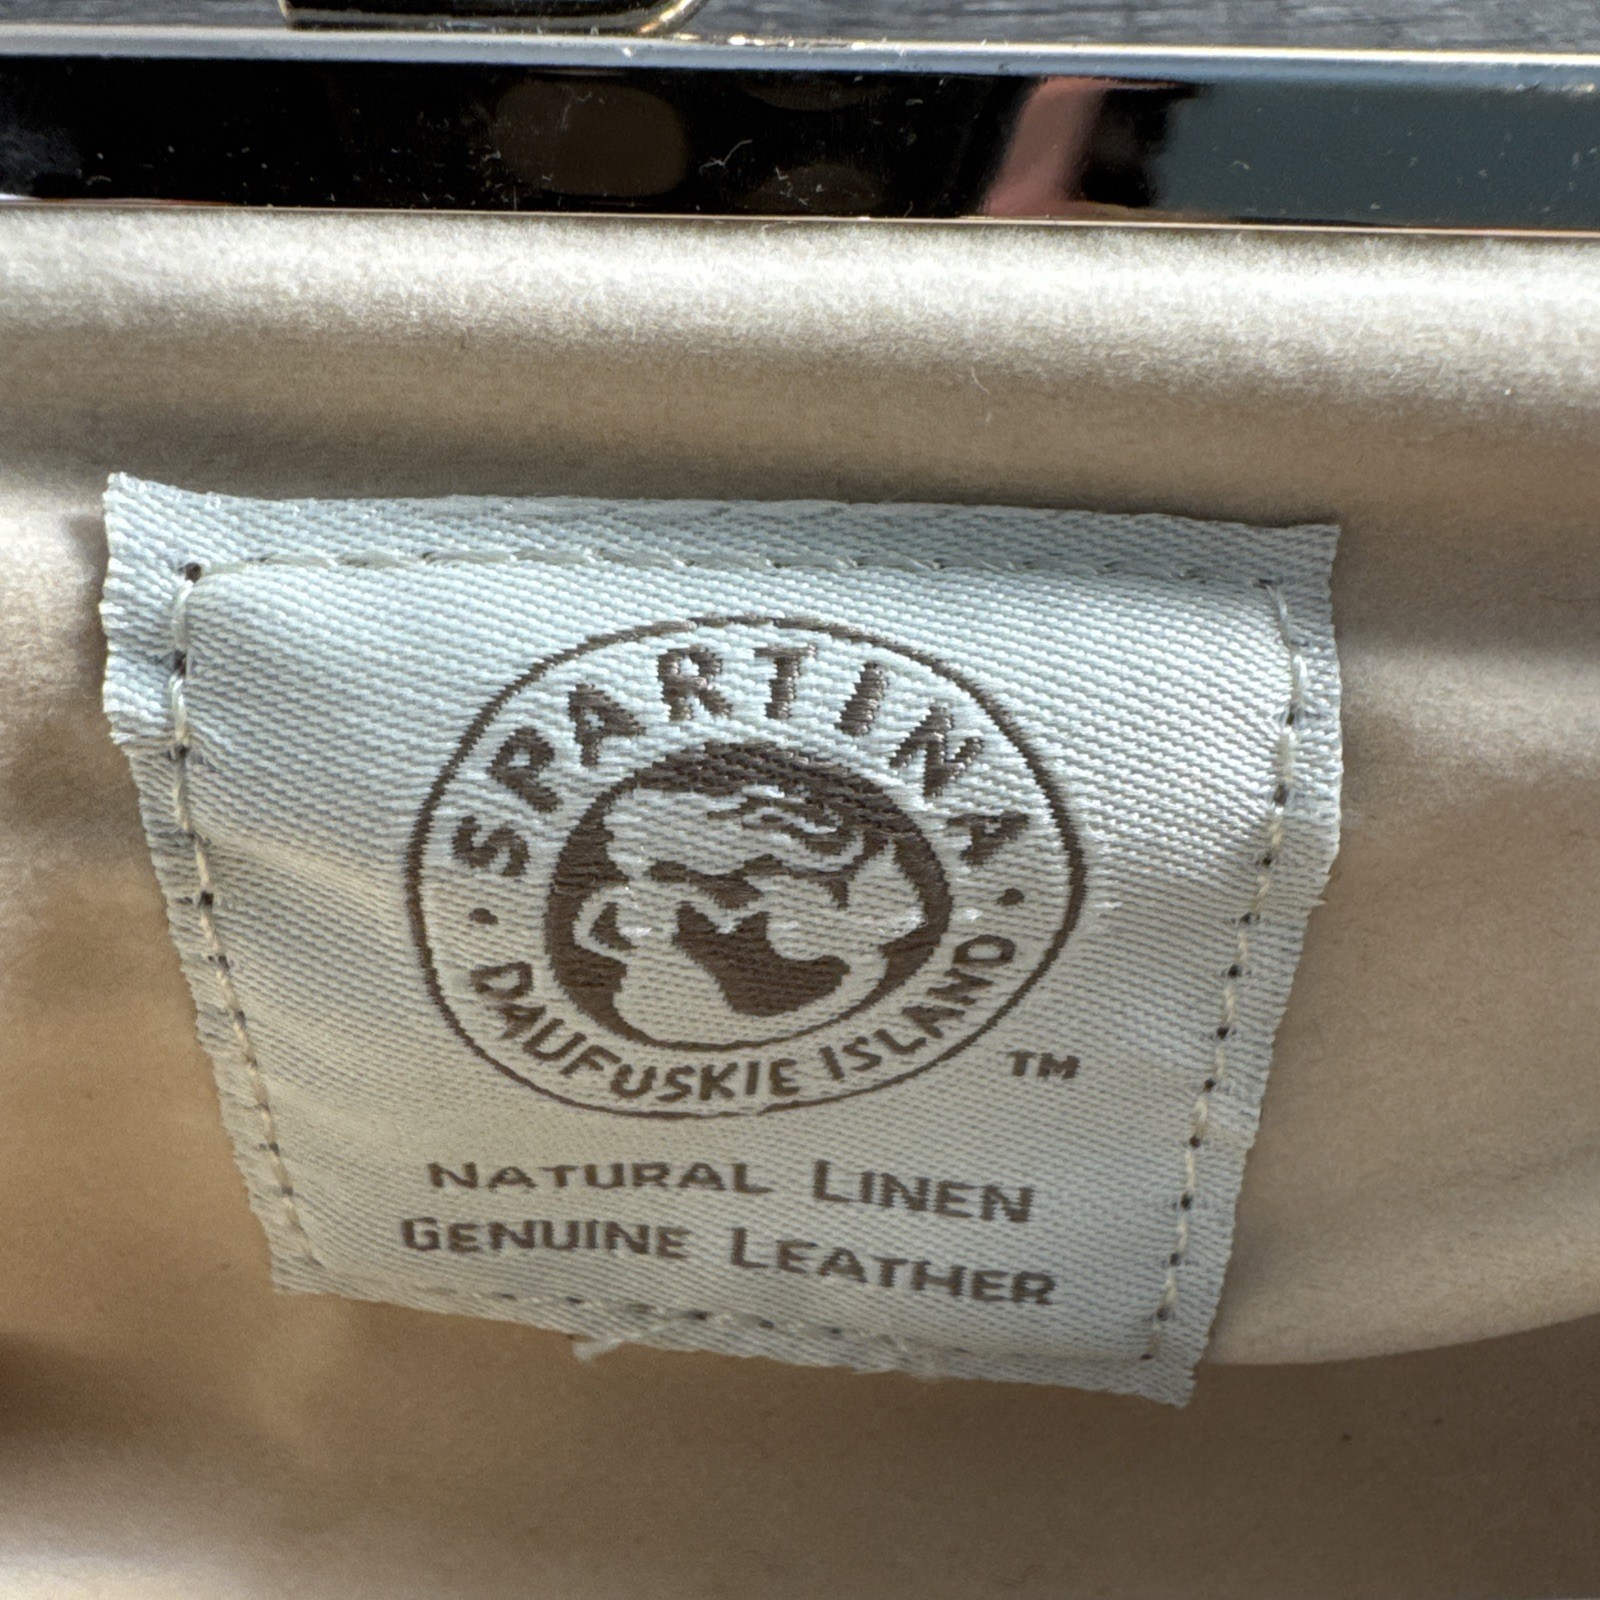 SPARTINA
· DAUFUSKIE ISLAND ·
TM
NATURAL LINEN
GENUINE LEATHER